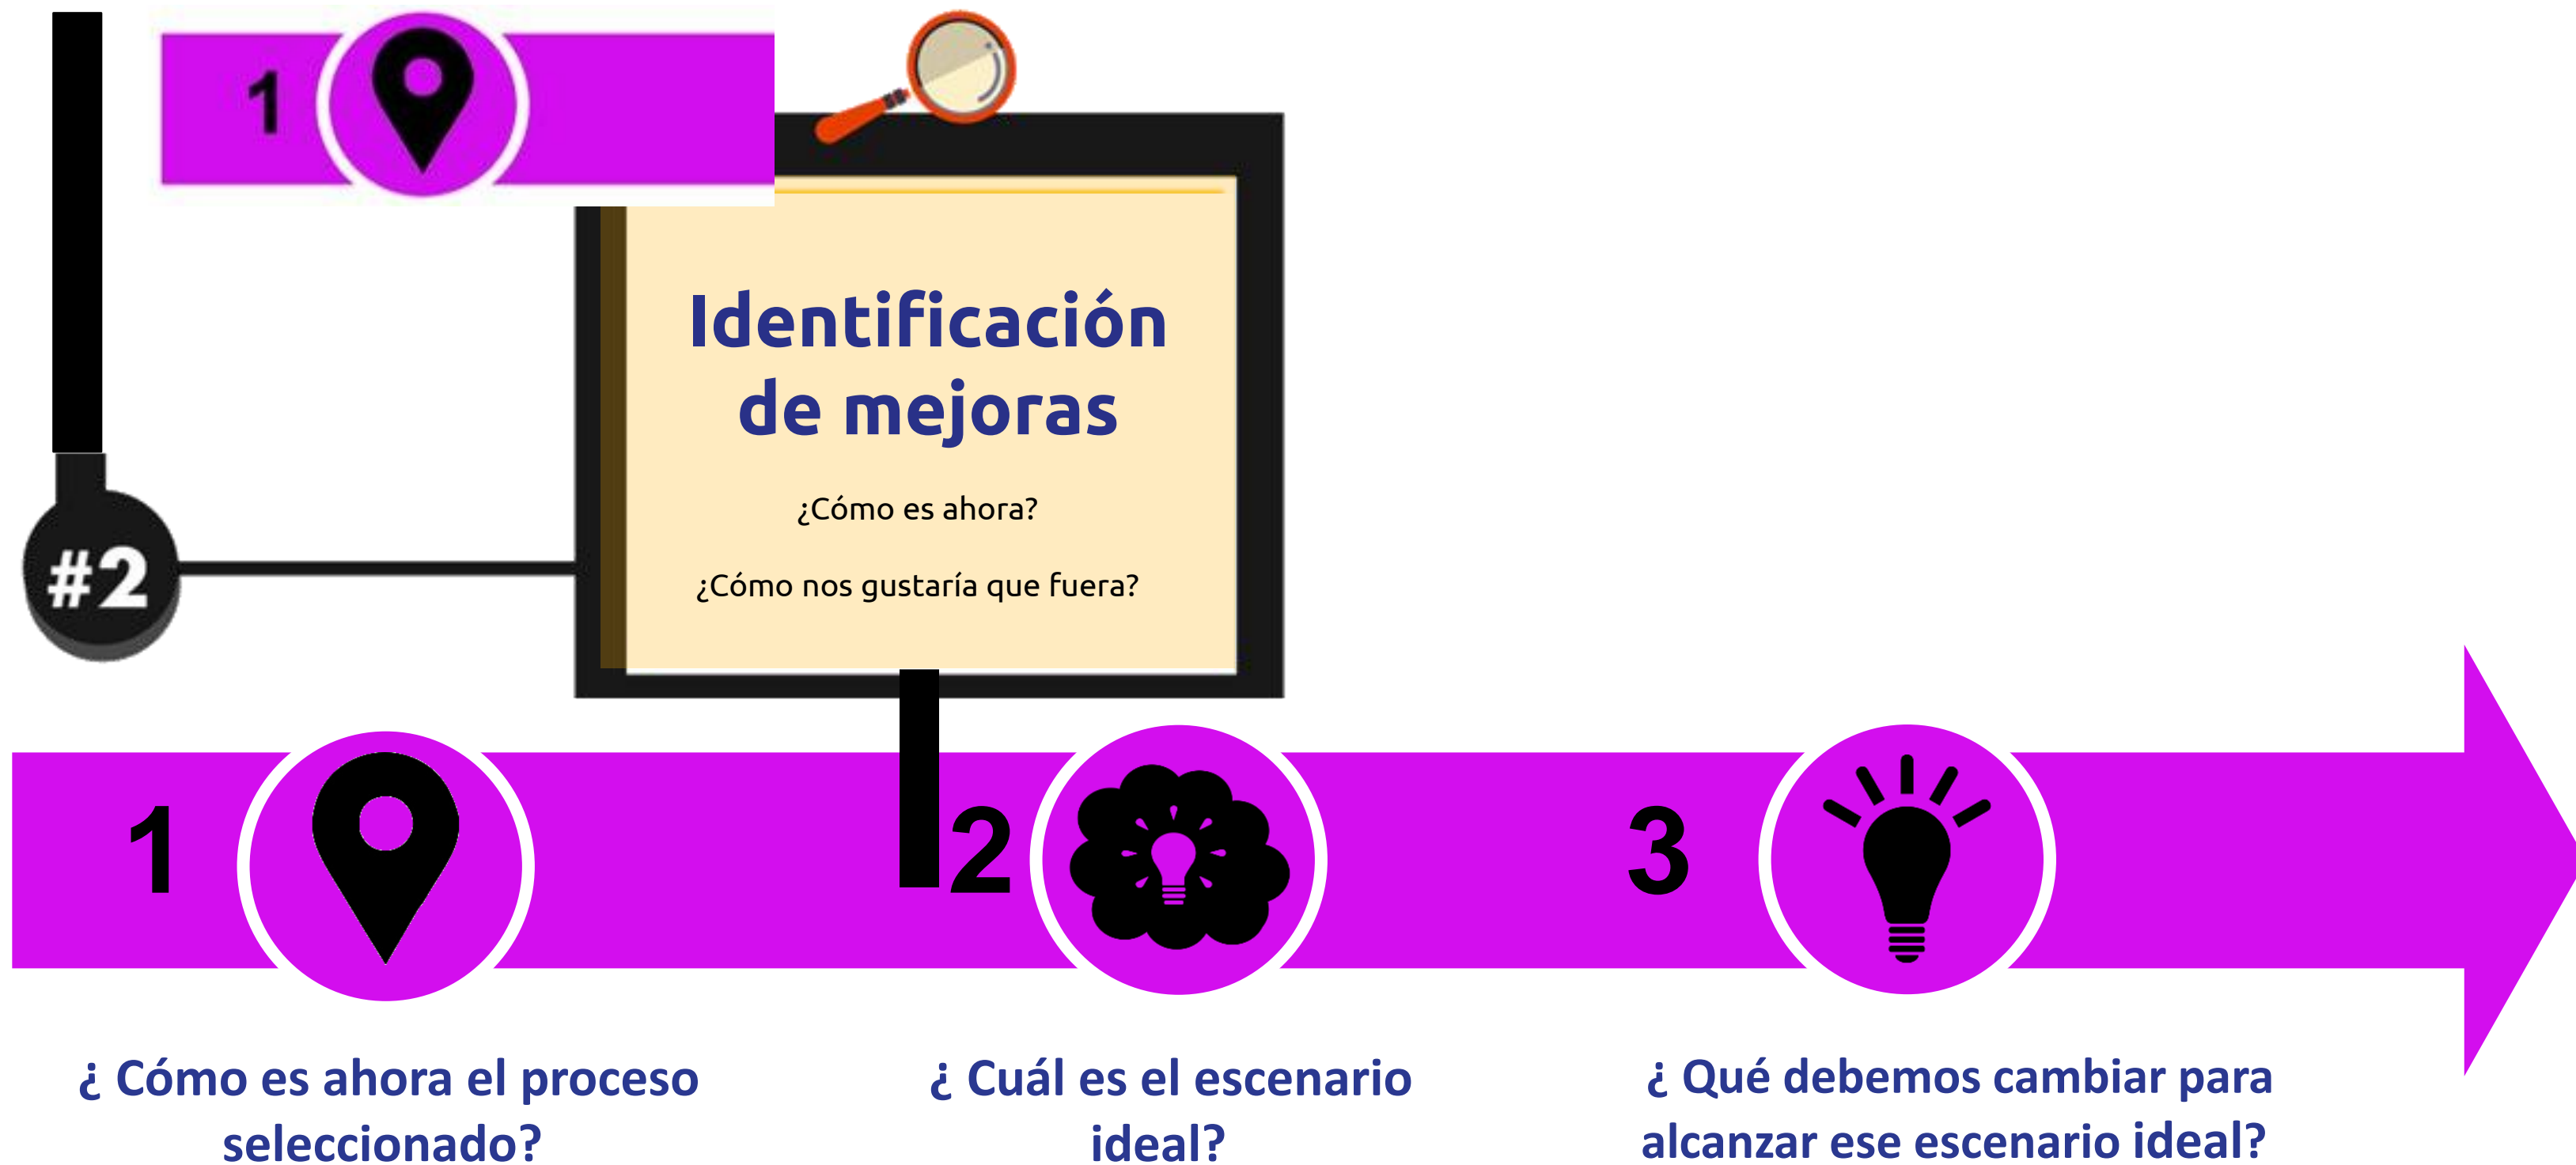 1
Identificación
de mejoras
¿Cómo es ahora?
¿Cómo nos gustaría que fuera?
#2
1
2
3
¿ Cómo es ahora el proceso
seleccionado?
¿ Cuál es el escenario
ideal?
¿ Qué debemos cambiar para
alcanzar ese escenario ideal?